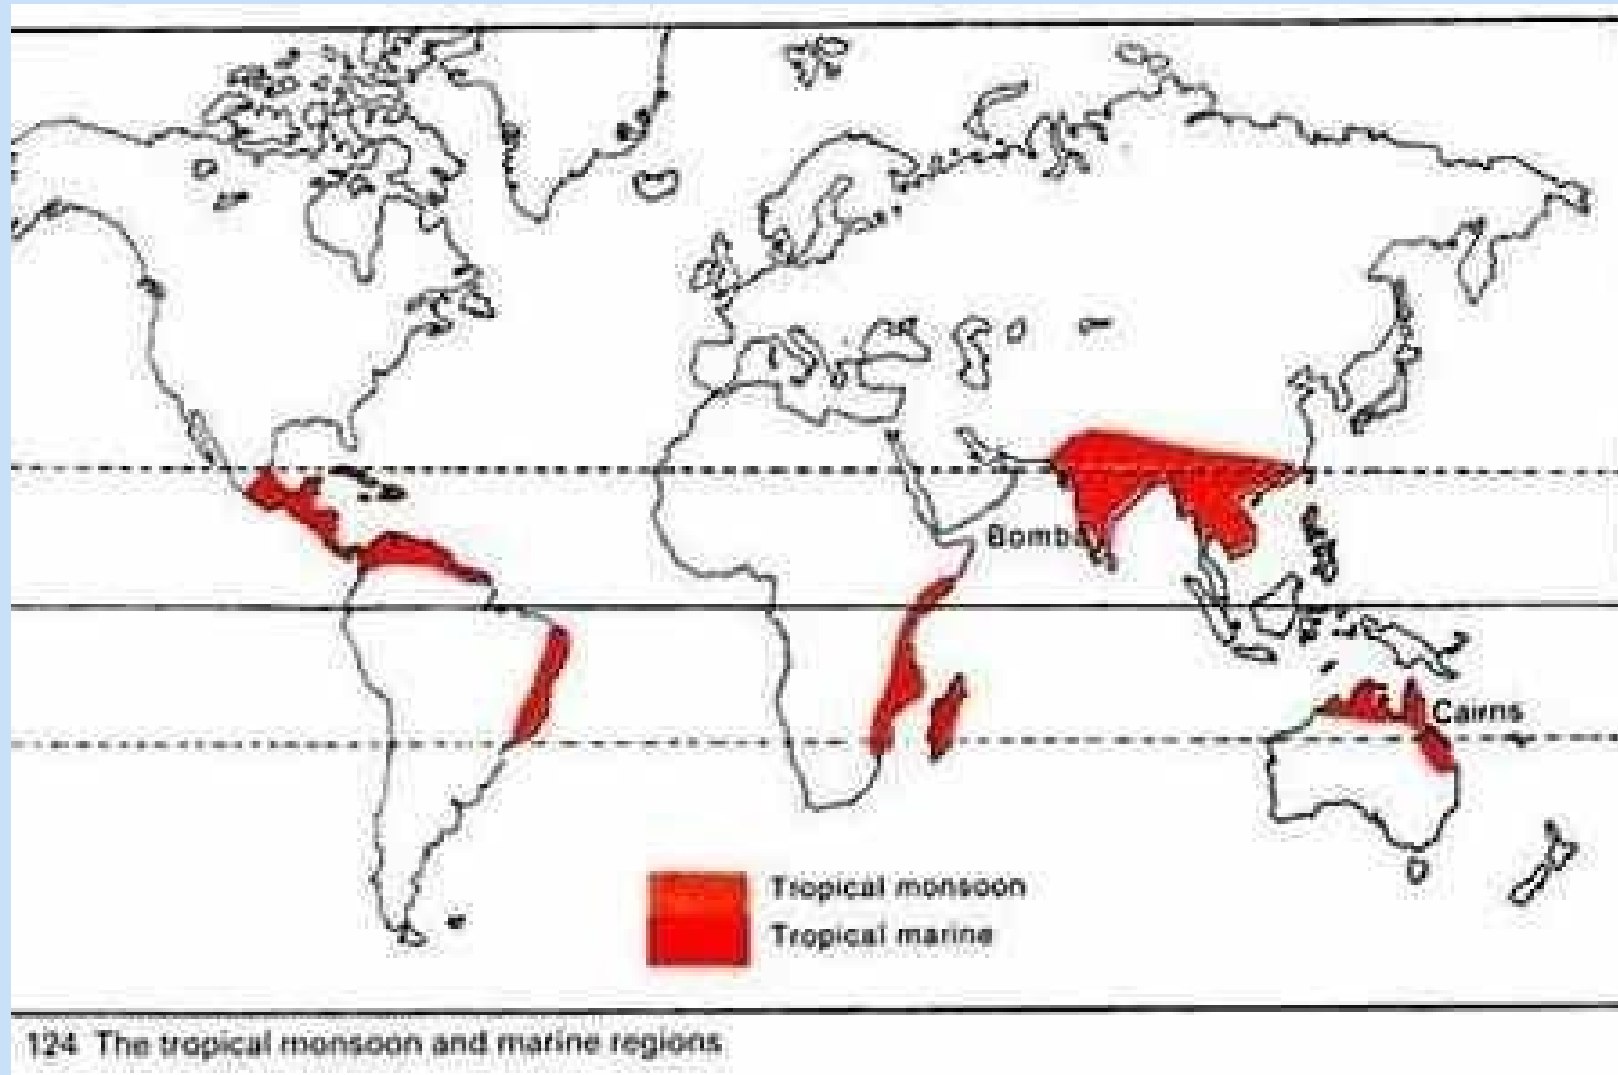 Bomba
Cairns
Tropical monsoon
Tropical marine
124 The tropical monsoon and marine regions